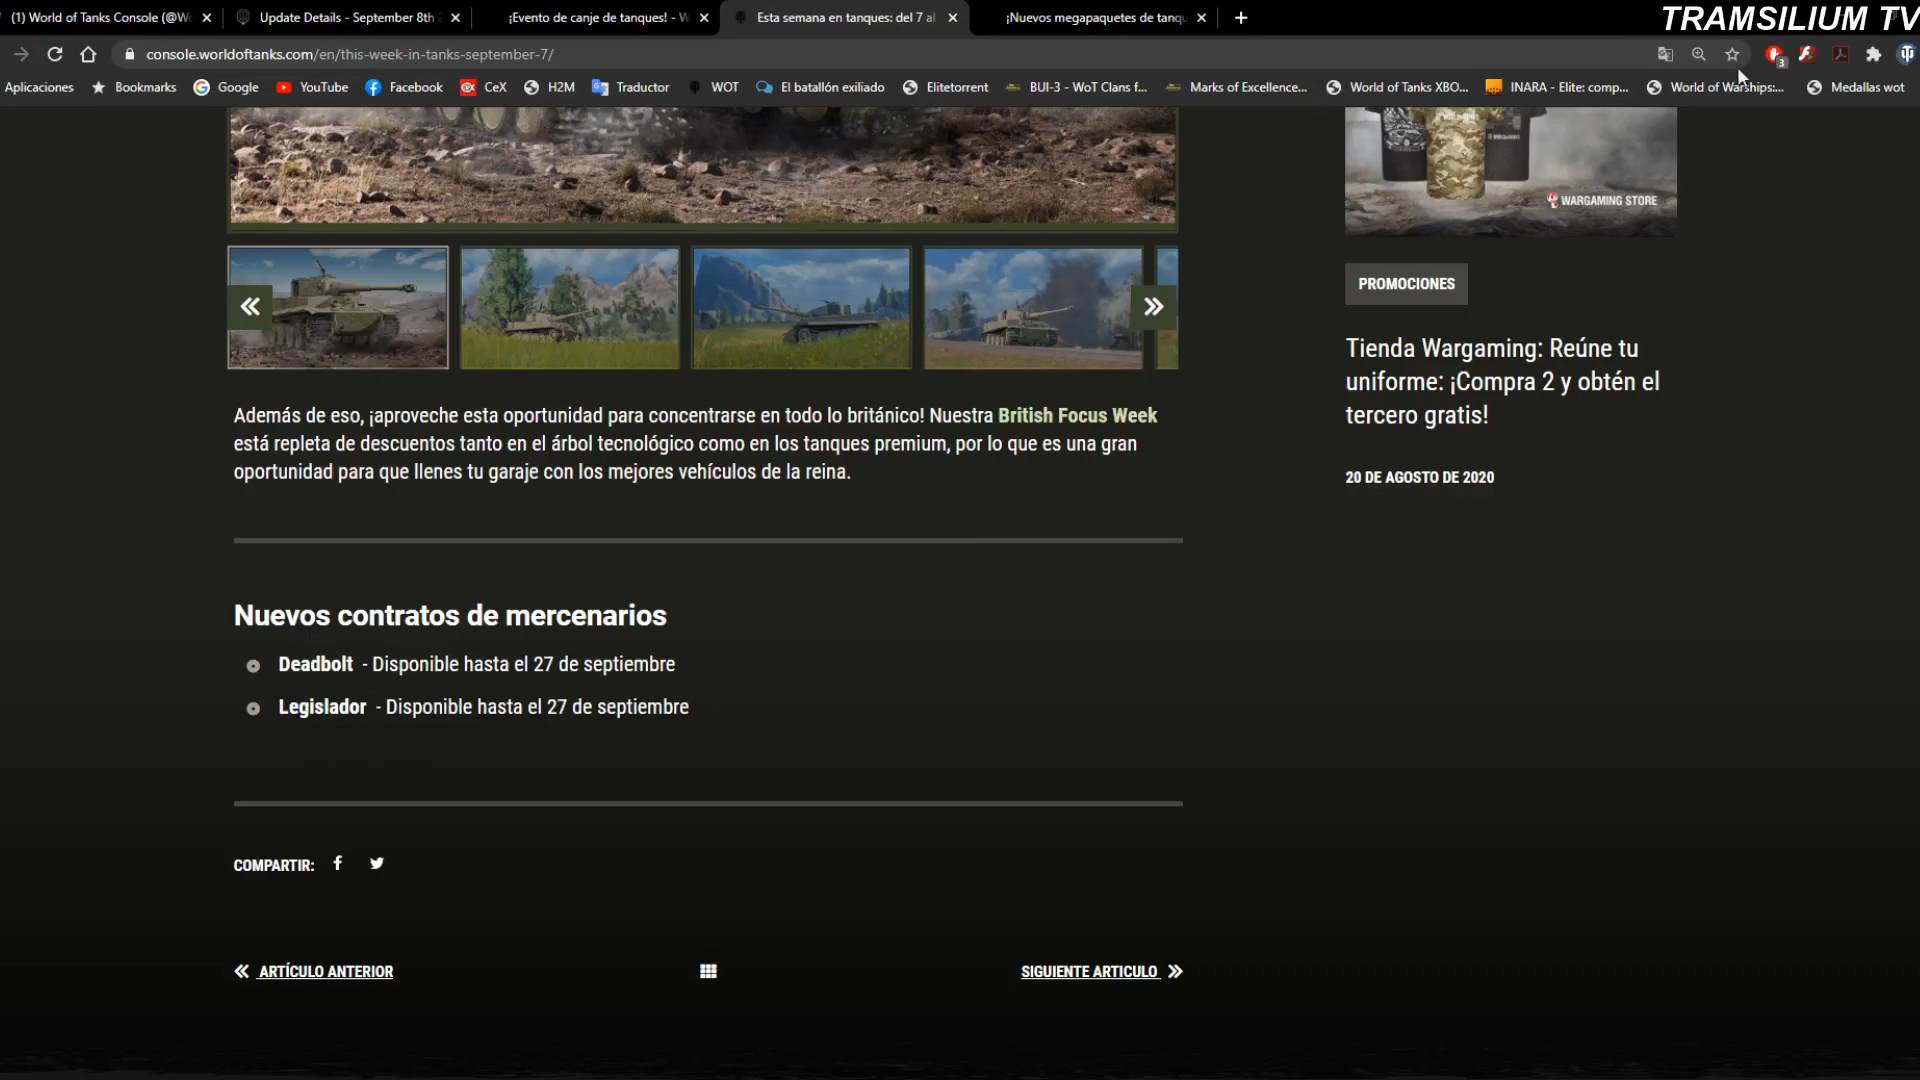 TRAMSILIUM TV
(1) World of Tanks Console (@Wo
Update Details - September 8th 2
¡Evento de canje de tanques! - W
Esta semana en tanques: del 7 al
¡Nuevos megapaquetes de tanqu
console.worldoftanks.com/en/this-week-in-tanks-september-7/
3
Aplicaciones
Bookmarks
Google
YouTube
Facebook
CeX
H2M
Traductor
WOT
El batallón exiliado
Elitetorrent
BUI-3 - WoT Clans f...
Marks of Excellence...
World of Tanks XBO...
INARA - Elite: comp...
World of Warships:...
Medallas wot
WARGAMING STORE
PROMOCIONES
Tienda Wargaming: Reúne tu
uniforme: ¡Compra 2 y obtén el
tercero gratis!
20 DE AGOSTO DE 2020
Además de eso, ¡aproveche esta oportunidad para concentrarse en todo lo británico! Nuestra British Focus Week
está repleta de descuentos tanto en el árbol tecnológico como en los tanques premium, por lo que es una gran
oportunidad para que llenes tu garaje con los mejores vehículos de la reina.
Nuevos contratos de mercenarios
Deadbolt - Disponible hasta el 27 de septiembre
Legislador - Disponible hasta el 27 de septiembre
COMPARTIR:
ARTÍCULO ANTERIOR
SIGUIENTE ARTICULO